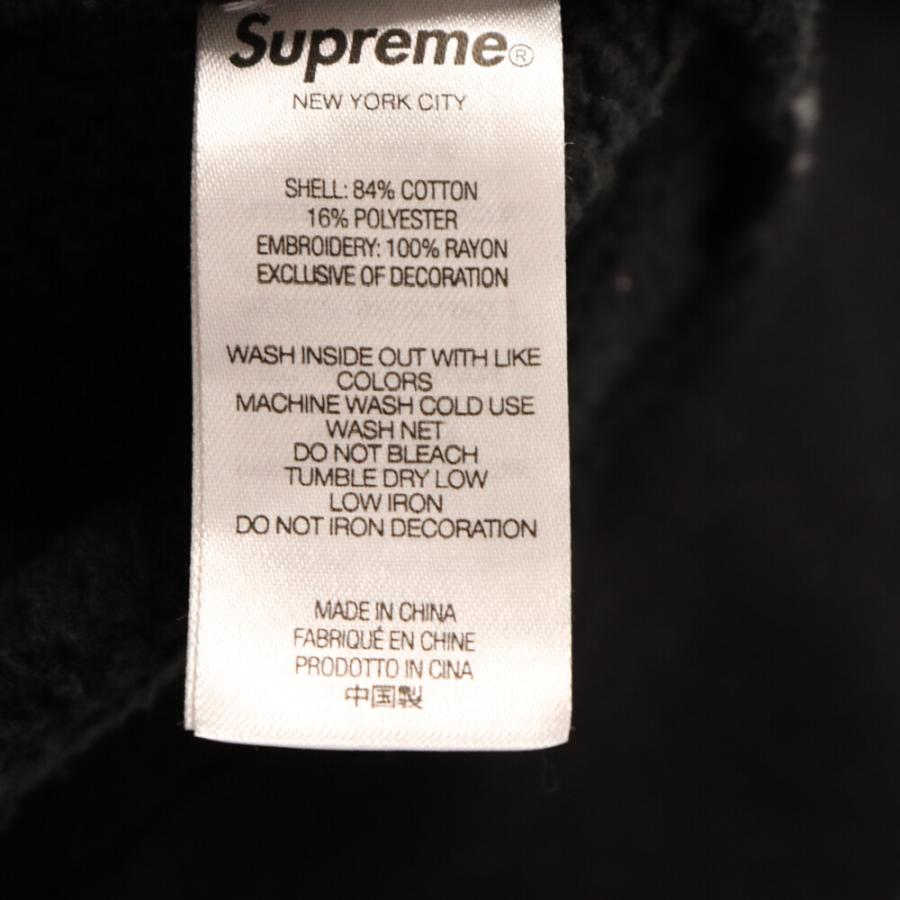 Supreme®
NEW YORK CITY
SHELL: 84% COTTON
16% POLYESTER
EMBROIDERY: 100% RAYON
EXCLUSIVE OF DECORATION
WASH INSIDE OUT WITH LIKE
COLORS
MACHINE WASH COLD USE
WASH NET
DO NOT BLEACH
TUMBLE DRY LOW
LOW IRON
DO NOT IRON DECORATION
MADE IN CHINA
FABRIQUÉ EN CHINE
PRODOTTO IN CINA
中国製